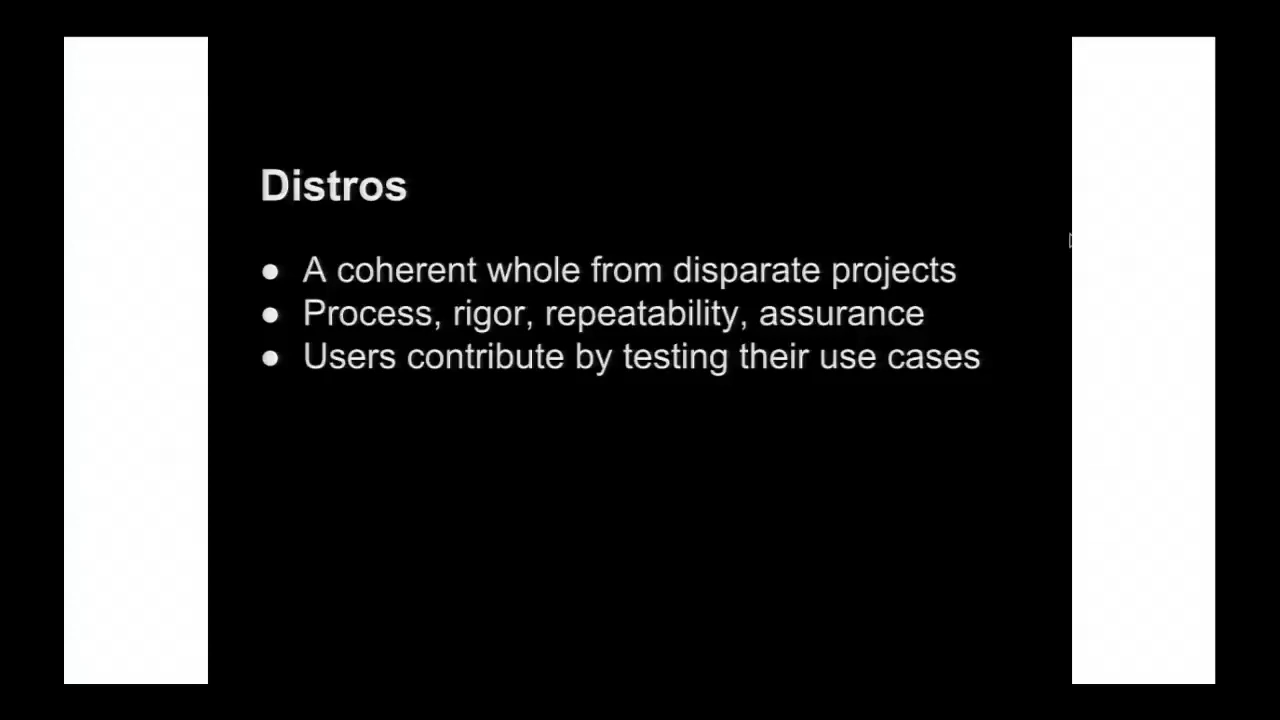 Distros
● A coherent whole from disparate projects
● Process, rigor, repeatability, assurance
● Users contribute by testing their use cases